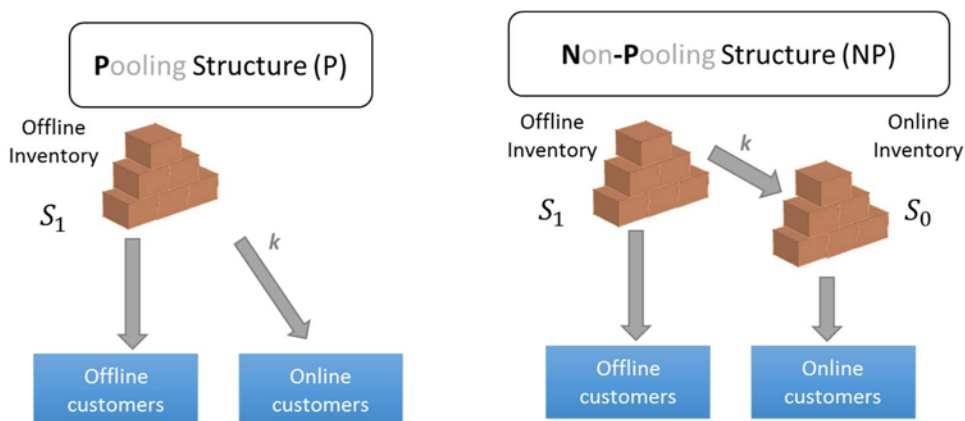 Pooling Structure (P)
Offline
Inventory
S₁
k
Offline
customers
Online
customers
Non-Pooling Structure (NP)
Offline
Inventory
Online
Inventory
k
S₁
S₀
Offline
customers
Online
customers